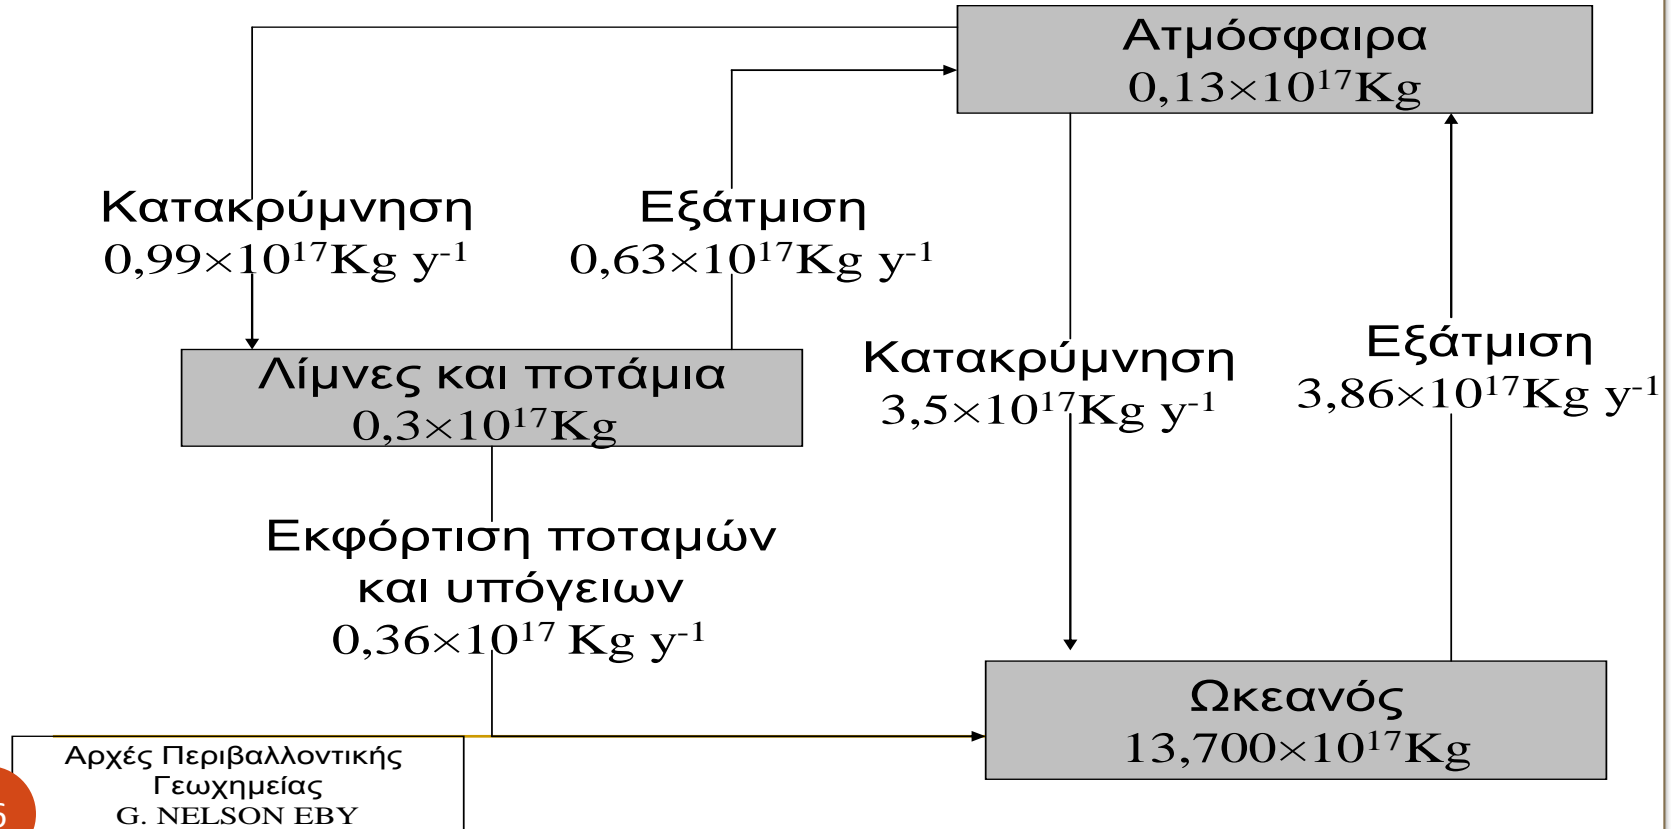 Ατμόσφαιρα
0,13×10¹⁷Kg
Κατακρύμνηση
0,99×10¹⁷Kg y⁻¹
Εξάτμιση
0,63×10¹⁷Kg y⁻¹
Λίμνες και ποτάμια
0,3×10¹⁷Kg
Κατακρύμνηση
3,5×10¹⁷Kg y⁻¹
Εξάτμιση
3,86×10¹⁷Kg y⁻¹
Εκφόρτιση ποταμών
και υπόγειων
0,36×10¹⁷ Kg y⁻¹
Ωκεανός
13,700×10¹⁷Kg
Αρχές Περιβαλλοντικής
Γεωχημείας
G. NELSON EBY